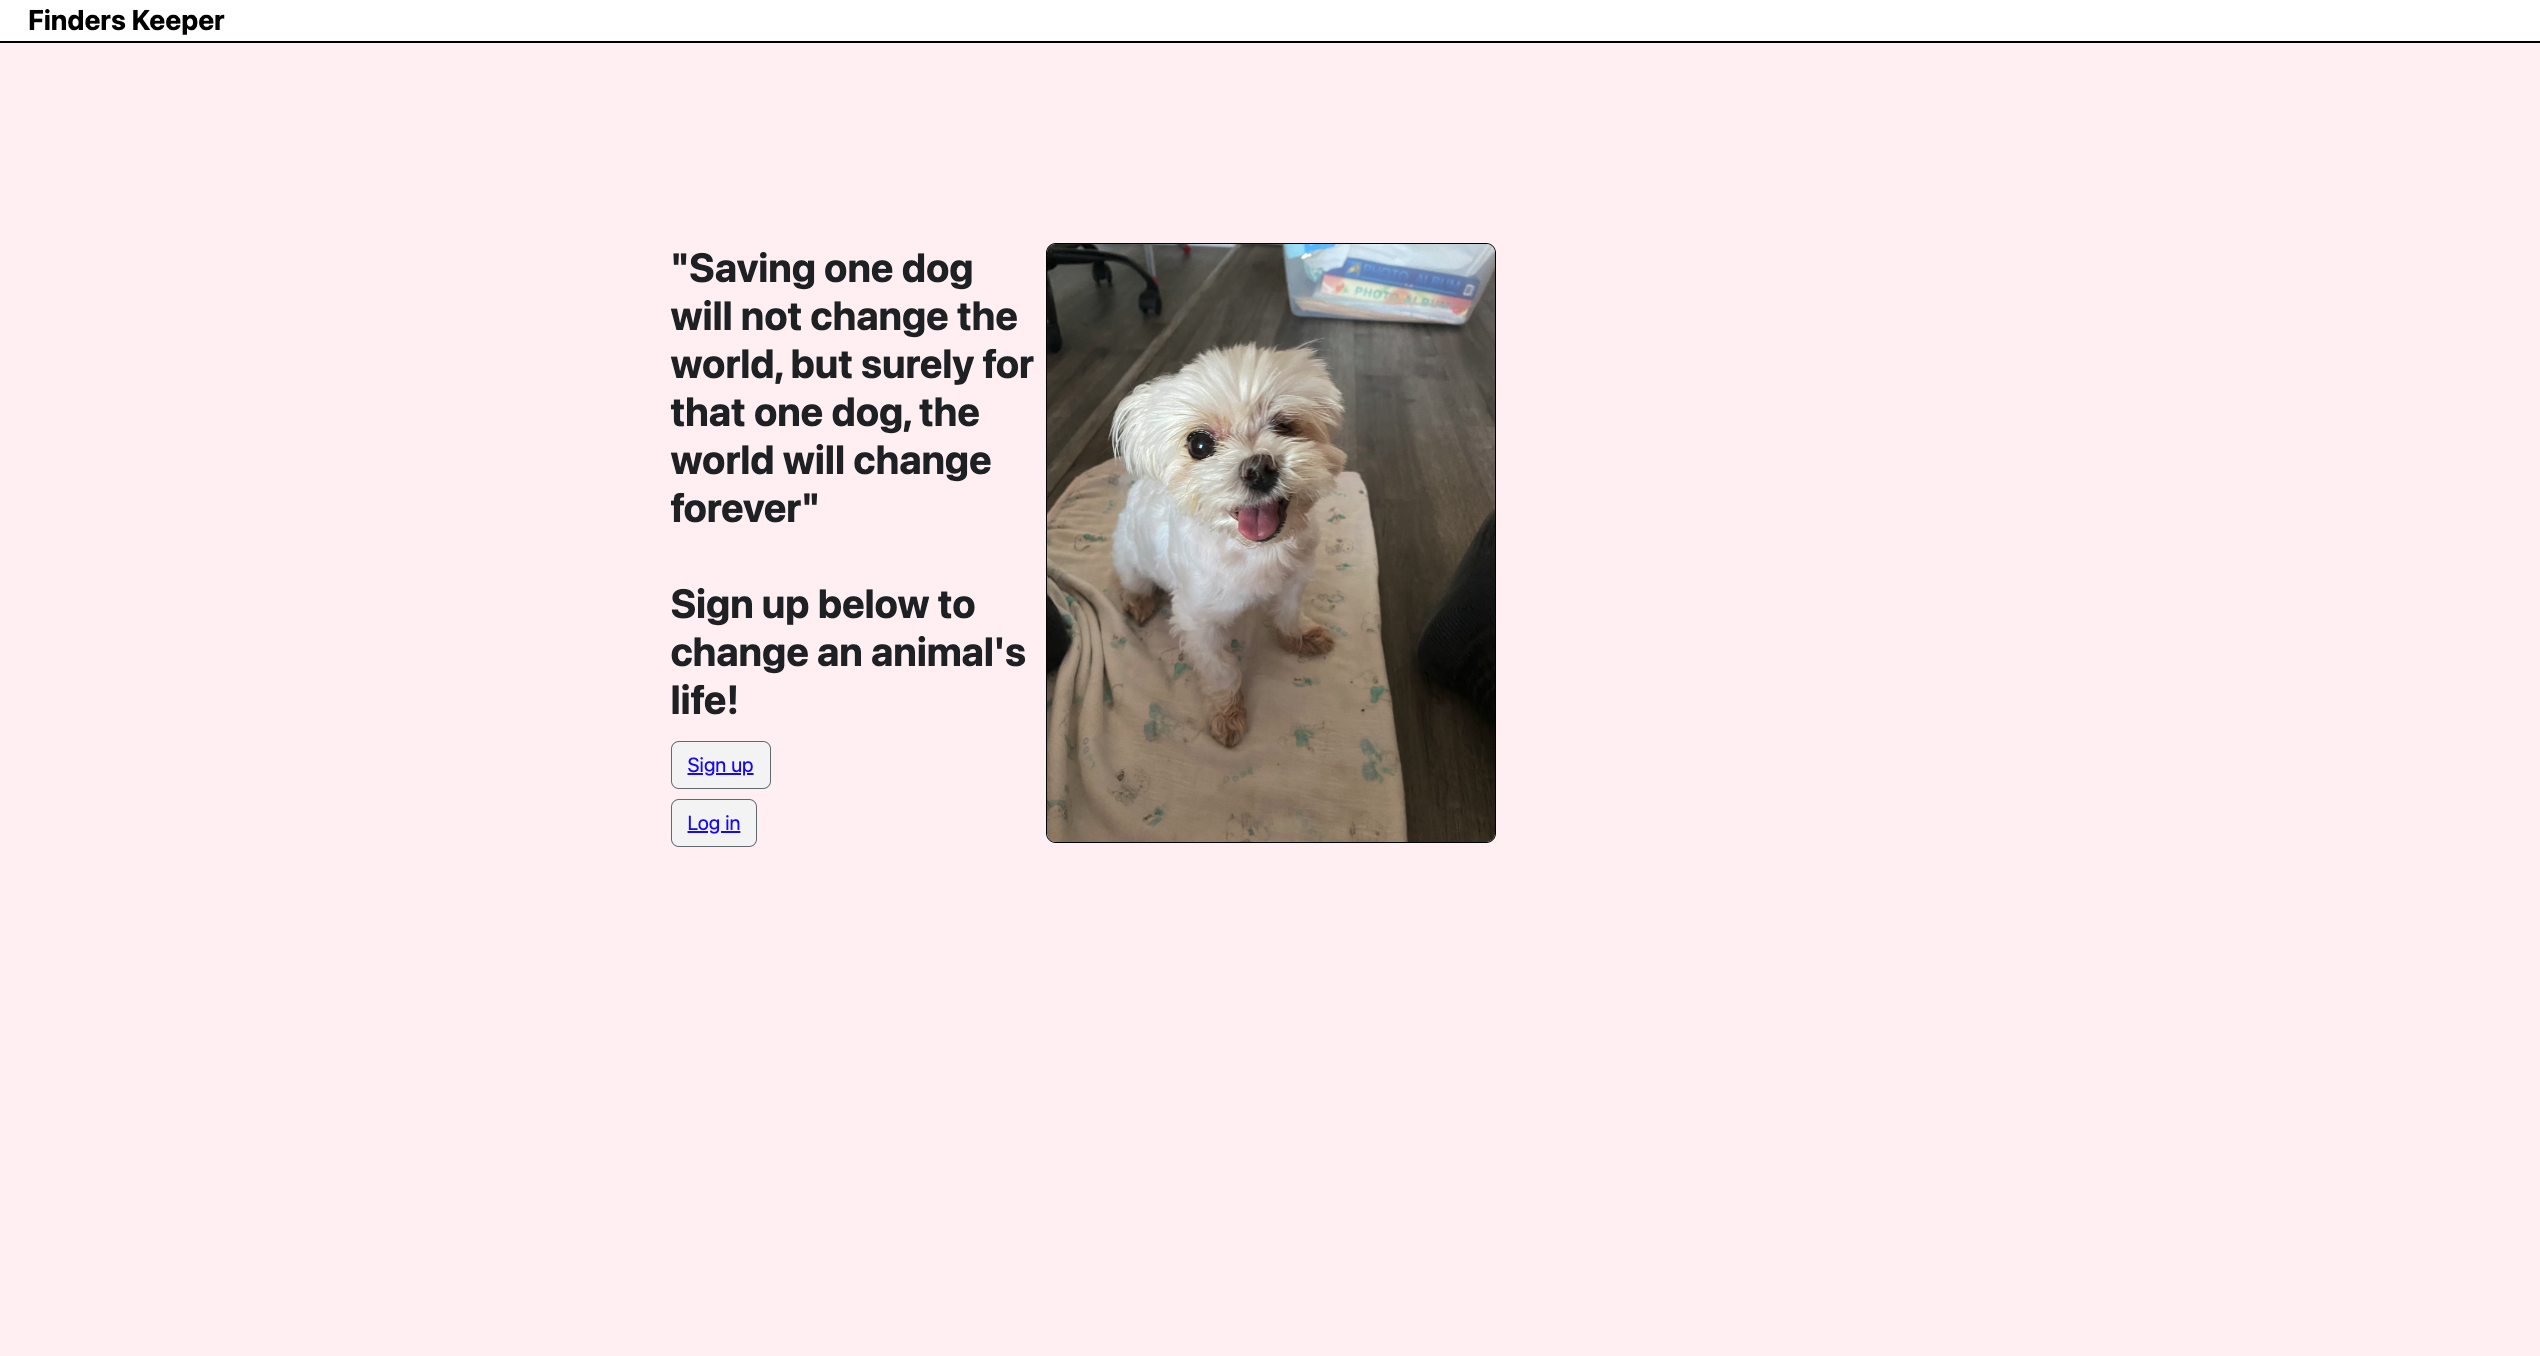 Finders Keeper
"Saving one dog
will not change the
world, but surely for
that one dog, the
world will change
forever"
Sign up below to
change an animal's
life!
Sign up
Log in
PHOTO ALBUM
PHOTO ALBUM